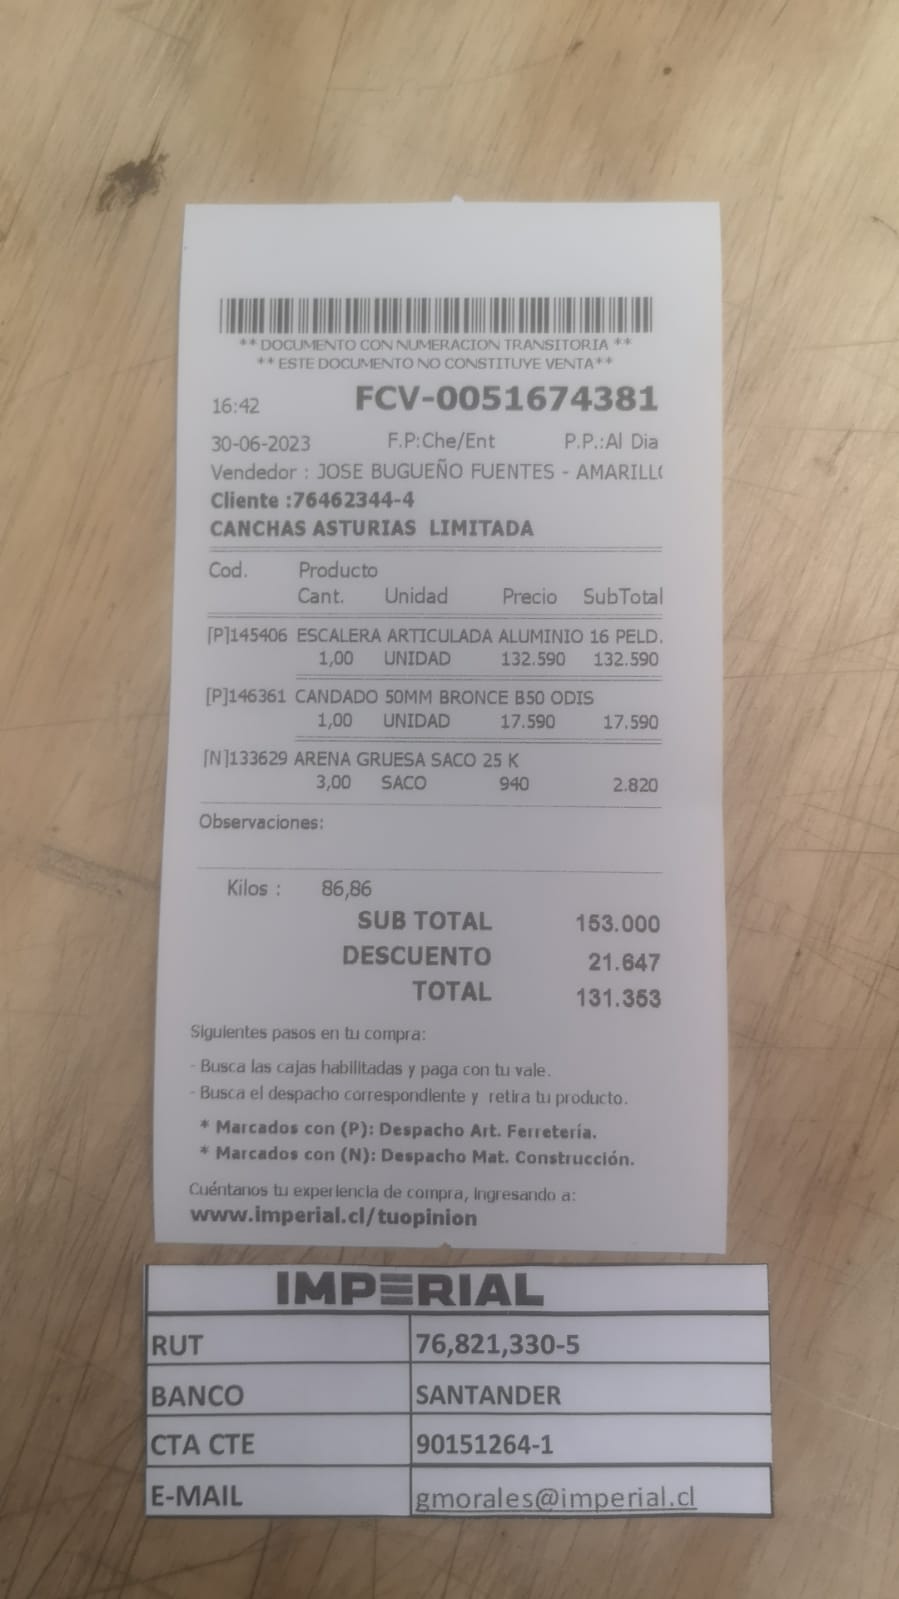 ** DOCUMENTO CON NUMERACION TRANSITORIA **
** ESTE DOCUMENTO NO CONSTITUYE VENTA**
16:42 FCV-0051674381
30-06-2023 F.P:Che/Ent P.P.:Al Dia
Vendedor : JOSE BUGUEÑO FUENTES - AMARILL
Cliente :76462344-4
CANCHAS ASTURIAS LIMITADA
Cod. Producto
Cant. Unidad Precio SubTotal
[P]145406 ESCALERA ARTICULADA ALUMINIO 16 PELD.
1,00 UNIDAD 132.590 132.590
[P]146361 CANDADO 50MM BRONCE B50 ODIS
1,00 UNIDAD 17.590 17.590
[N]133629 ARENA GRUESA SACO 25 K
3,00 SACO 940 2.820
Observaciones:
Kilos : 86,86
SUB TOTAL 153.000
DESCUENTO 21.647
TOTAL 131.353
Siguientes pasos en tu compra:
- Busca las cajas habilitadas y paga con tu vale.
- Busca el despacho correspondiente y retira tu producto.
* Marcados con (P): Despacho Art. Ferretería.
* Marcados con (N): Despacho Mat. Construcción.
Cuéntanos tu experiencia de compra, ingresando a:
www.imperial.cl/tuopinion
IMPERIAL
RUT 76,821,330-5
BANCO SANTANDER
CTA CTE 90151264-1
E-MAIL gmorales@imperial.cl